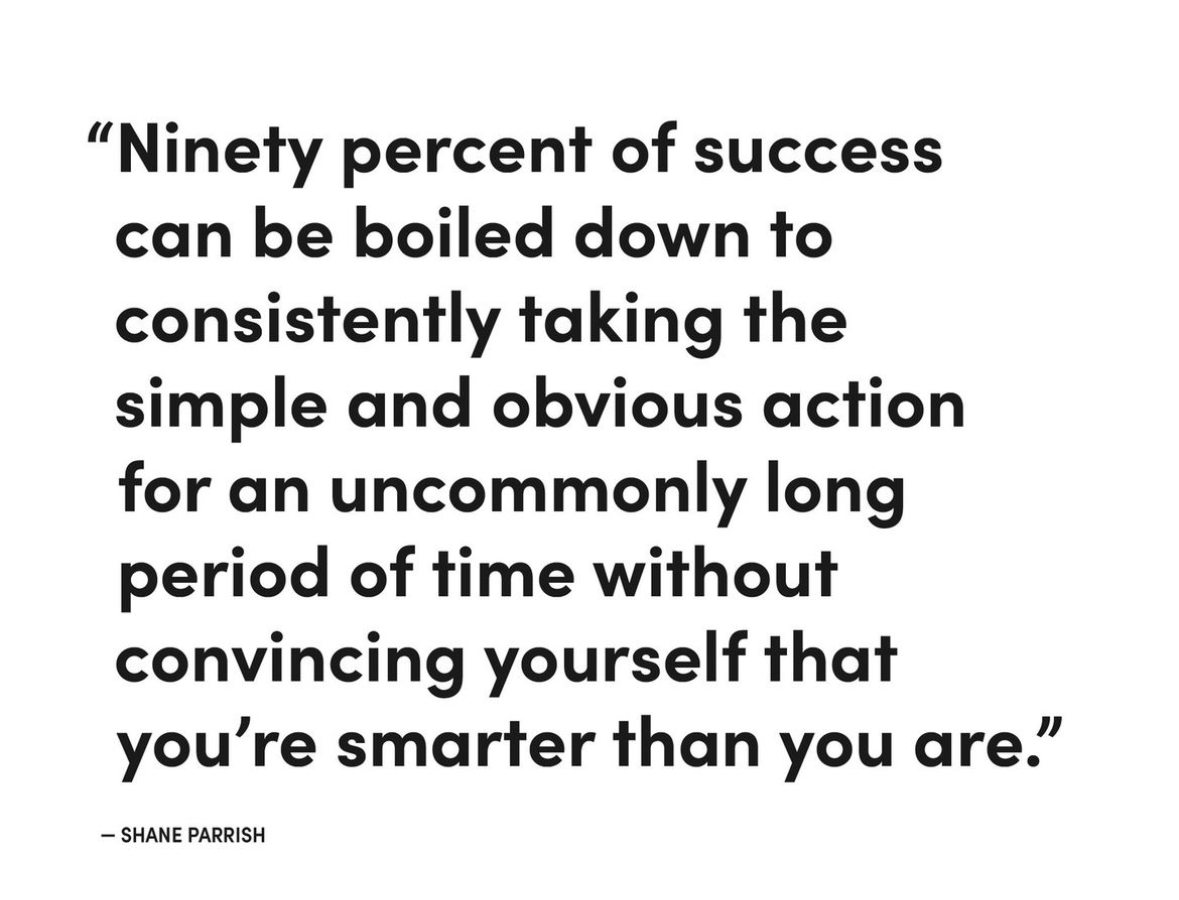 “Ninety percent of success
can be boiled down to
consistently taking the
simple and obvious action
for an uncommonly long
period of time without
convincing yourself that
you’re smarter than you are.”
— SHANE PARRISH